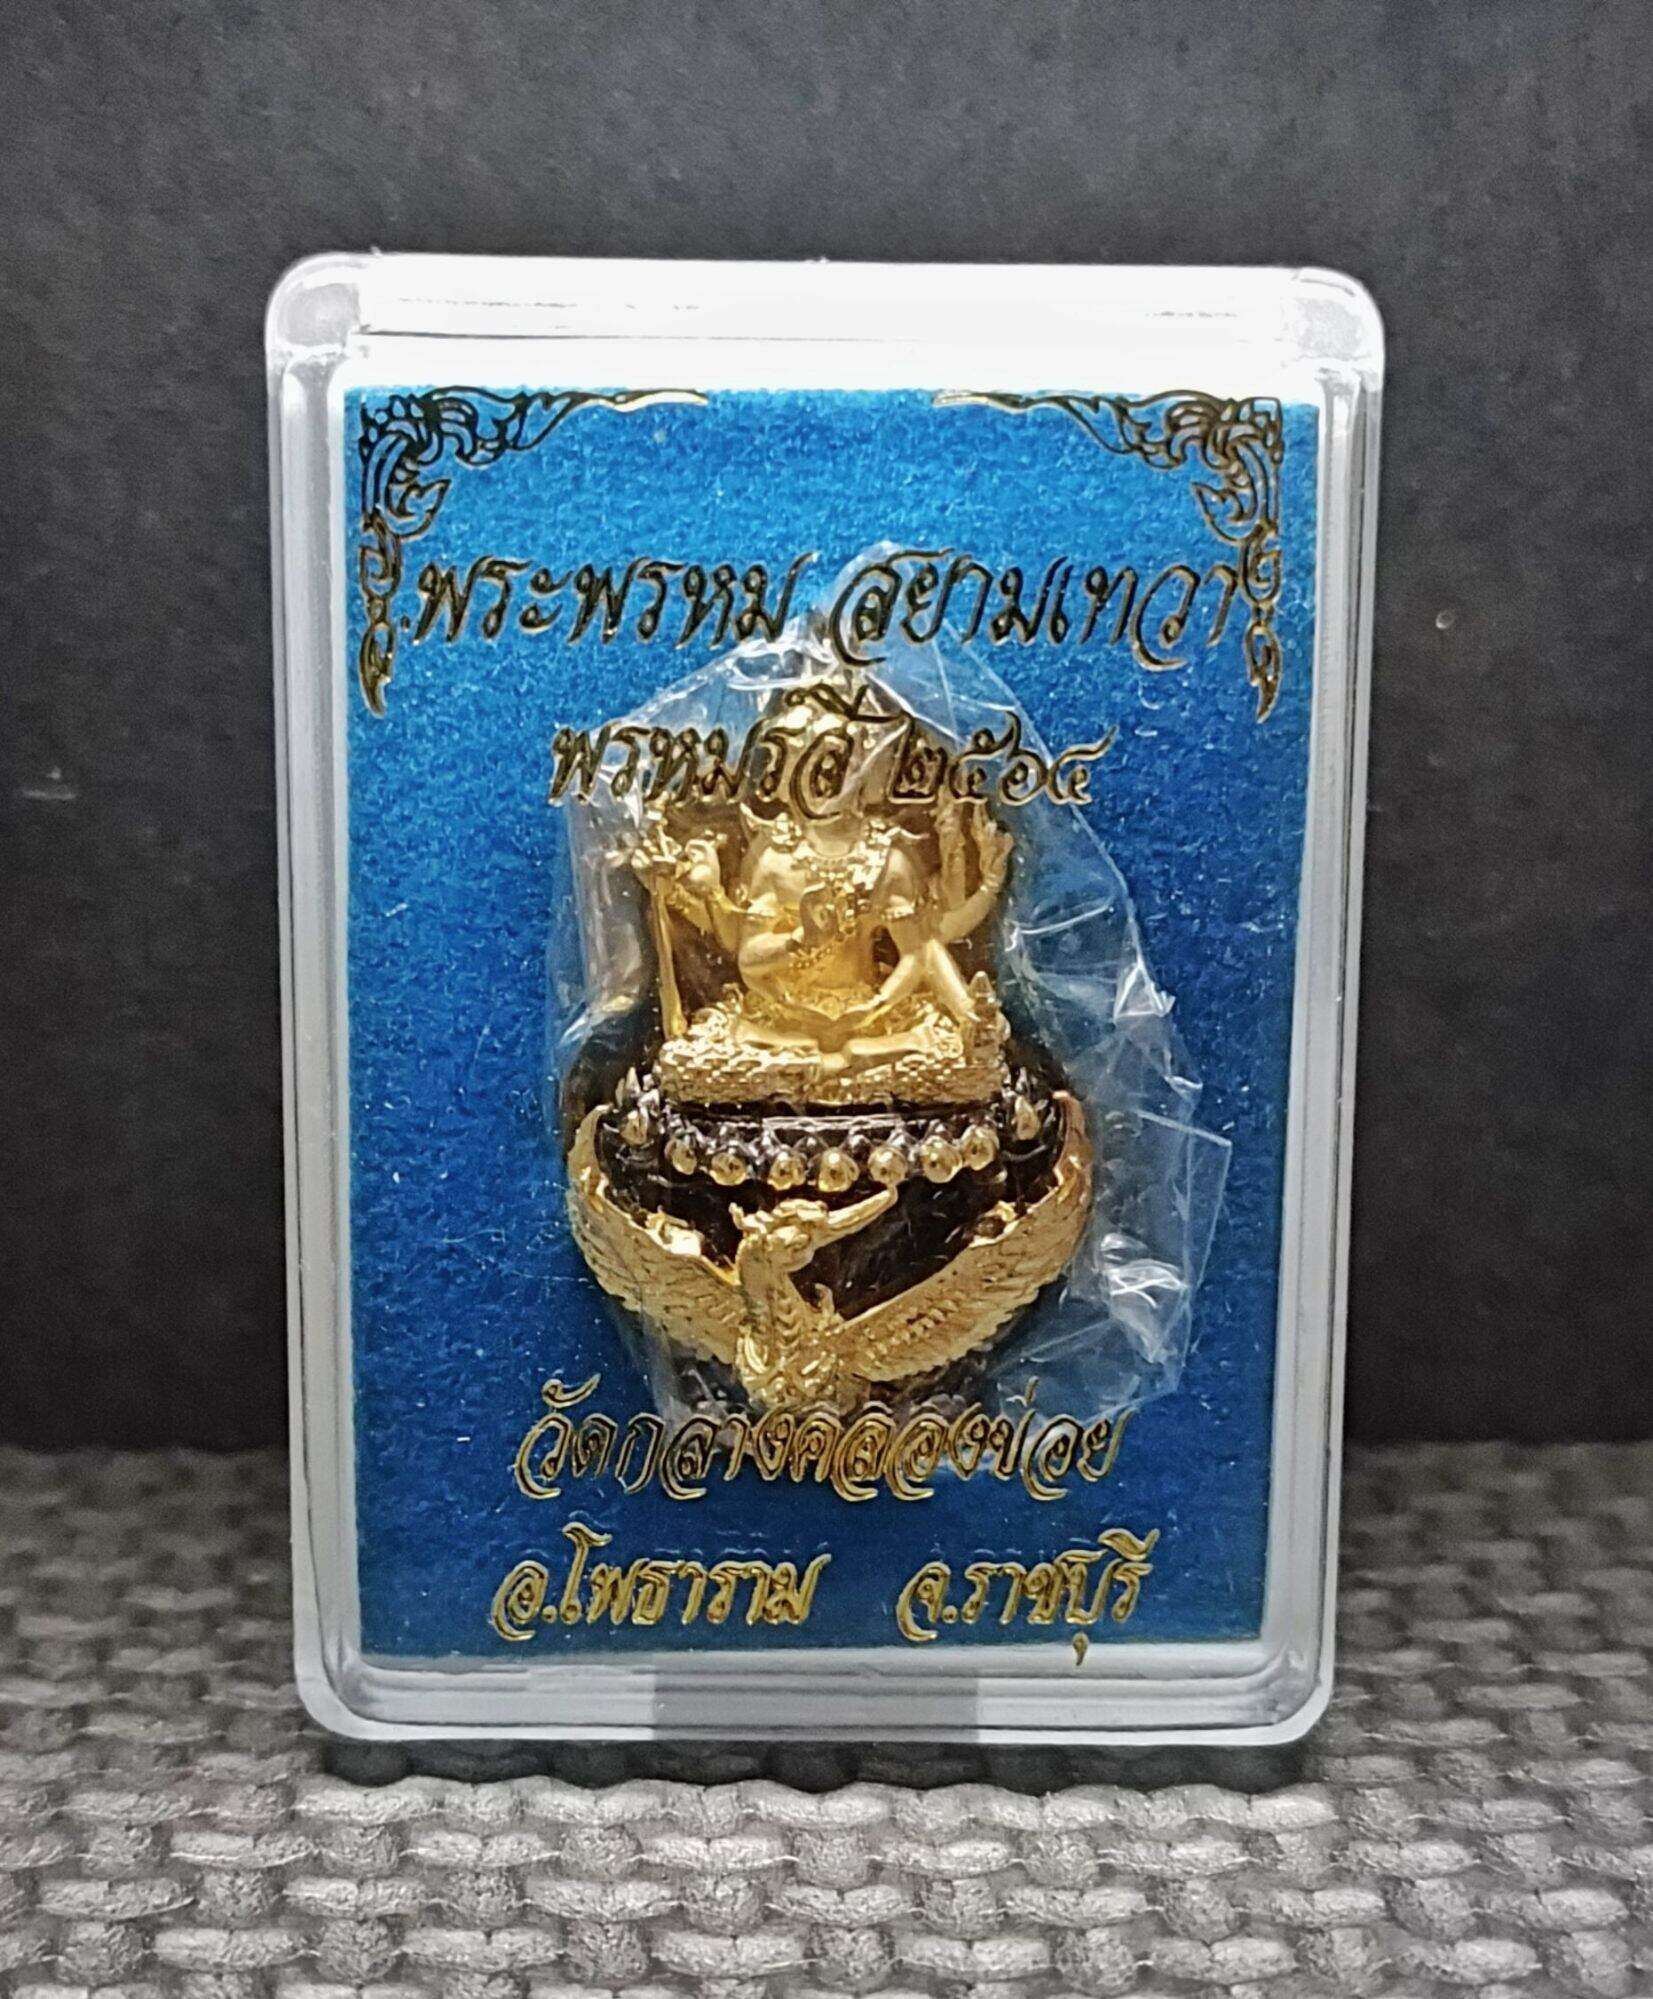 พระพรหม สยามเทวา
พรหมรังสี ๒๕๖๔
วัดกลางคลองข่อย
อ.โพธาราม จ.ราชบุรี